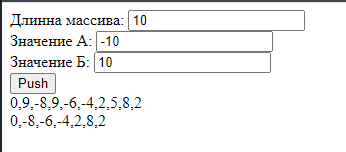 Длинна массива: 10
Значение А: -10
Значение Б: 10
Push
0,9,-8,9,-6,-4,2,5,8,2
0,-8,-6,-4,2,8,2